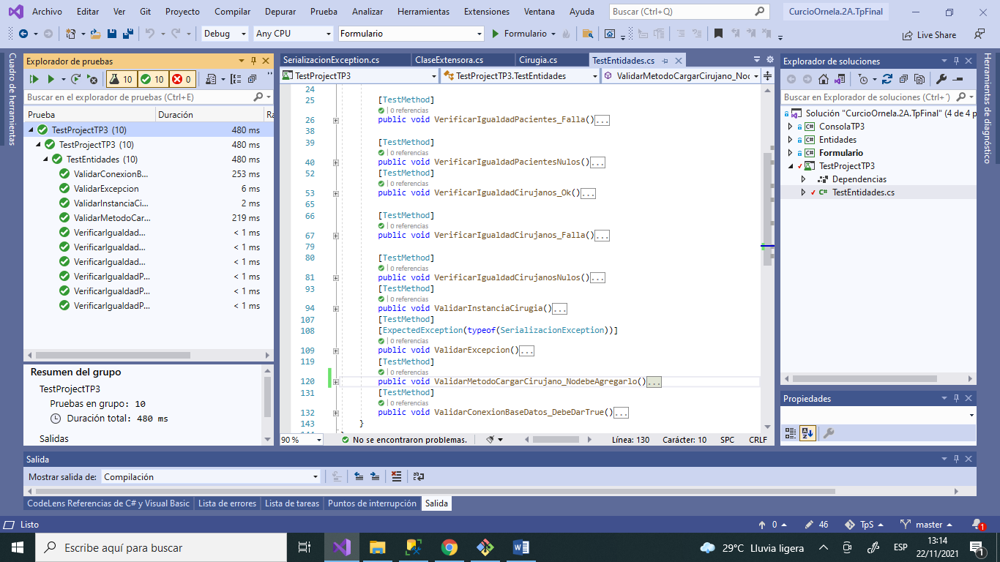 Archivo Editar Ver Git Proyecto Compilar Depurar Prueba Analizar Herramientas Extensiones Ventana Ayuda Buscar (Ctrl+Q) CurcioOrnela.2A.TpFinal
Debug Any CPU Formulario Formulario Live Share
Cuadro de herramientas
Explorador de pruebas
10 10 0
Buscar en el explorador de pruebas (Ctrl+E)
Prueba Duración Ra
TestProjectTP3 (10) 480 ms
TestProjectTP3 (10) 480 ms
TestEntidades (10) 480 ms
ValidarConexionB... 253 ms
ValidarExcepcion 6 ms
ValidarInstanciaCi... 2 ms
ValidarMetodoCar... 219 ms
VerificarIgualdad... < 1 ms
VerificarIgualdad... < 1 ms
VerificarIgualdad... < 1 ms
VerificarIgualdadP... < 1 ms
VerificarIgualdadP... < 1 ms
VerificarIgualdadP... < 1 ms
Resumen del grupo
TestProjectTP3
Pruebas en grupo: 10
Duración total: 480 ms
Salidas
SerializacionException.cs ClaseExtensora.cs Cirugia.cs TestEntidades.cs
TestProjectTP3 TestProjectTP3.TestEntidades ValidarMetodoCargarCirujano_No
24
25 [TestMethod]
0 referencias
26 public void VerificarIgualdadPacientes_Falla()...
38
39 [TestMethod]
0 referencias
40 public void VerificarIgualdadPacientesNulos()...
52 [TestMethod]
0 referencias
53 public void VerificarIgualdadCirujanos_Ok()...
65
66 [TestMethod]
0 referencias
67 public void VerificarIgualdadCirujanos_Falla()...
79
80 [TestMethod]
0 referencias
81 public void VerificarIgualdadCirujanosNulos()...
93 [TestMethod]
0 referencias
94 public void ValidarInstanciaCirugia()...
107 [TestMethod]
108 [ExpectedException(typeof(SerializacionException))]
0 referencias
109 public void ValidarExcepcion()...
119 [TestMethod]
0 referencias
120 public void ValidarMetodoCargarCirujano_NodebeAgregarlo()...
131 [TestMethod]
0 referencias
132 public void ValidarConexionBaseDatos_DebeDarTrue()...
143 }
90 % No se encontraron problemas. Línea: 130 Carácter: 10 SPC CRLF
Explorador de soluciones
Buscar en Explorador de soluciones (Ctrl+
Solución "CurcioOrnela.2A.TpFinal" (4 de 4 p
ConsolaTP3
Entidades
Formulario
TestProjectTP3
Dependencias
TestEntidades.cs
Propiedades
Herramientas de diagnóstico
Salida
Mostrar salida de: Compilación
CodeLens Referencias de C# y Visual Basic Lista de errores Lista de tareas Puntos de interrupción Salida
Listo 0 46 TpS master 1
Escribe aquí para buscar 29°C Lluvia ligera ESP 13:14
22/11/2021 1